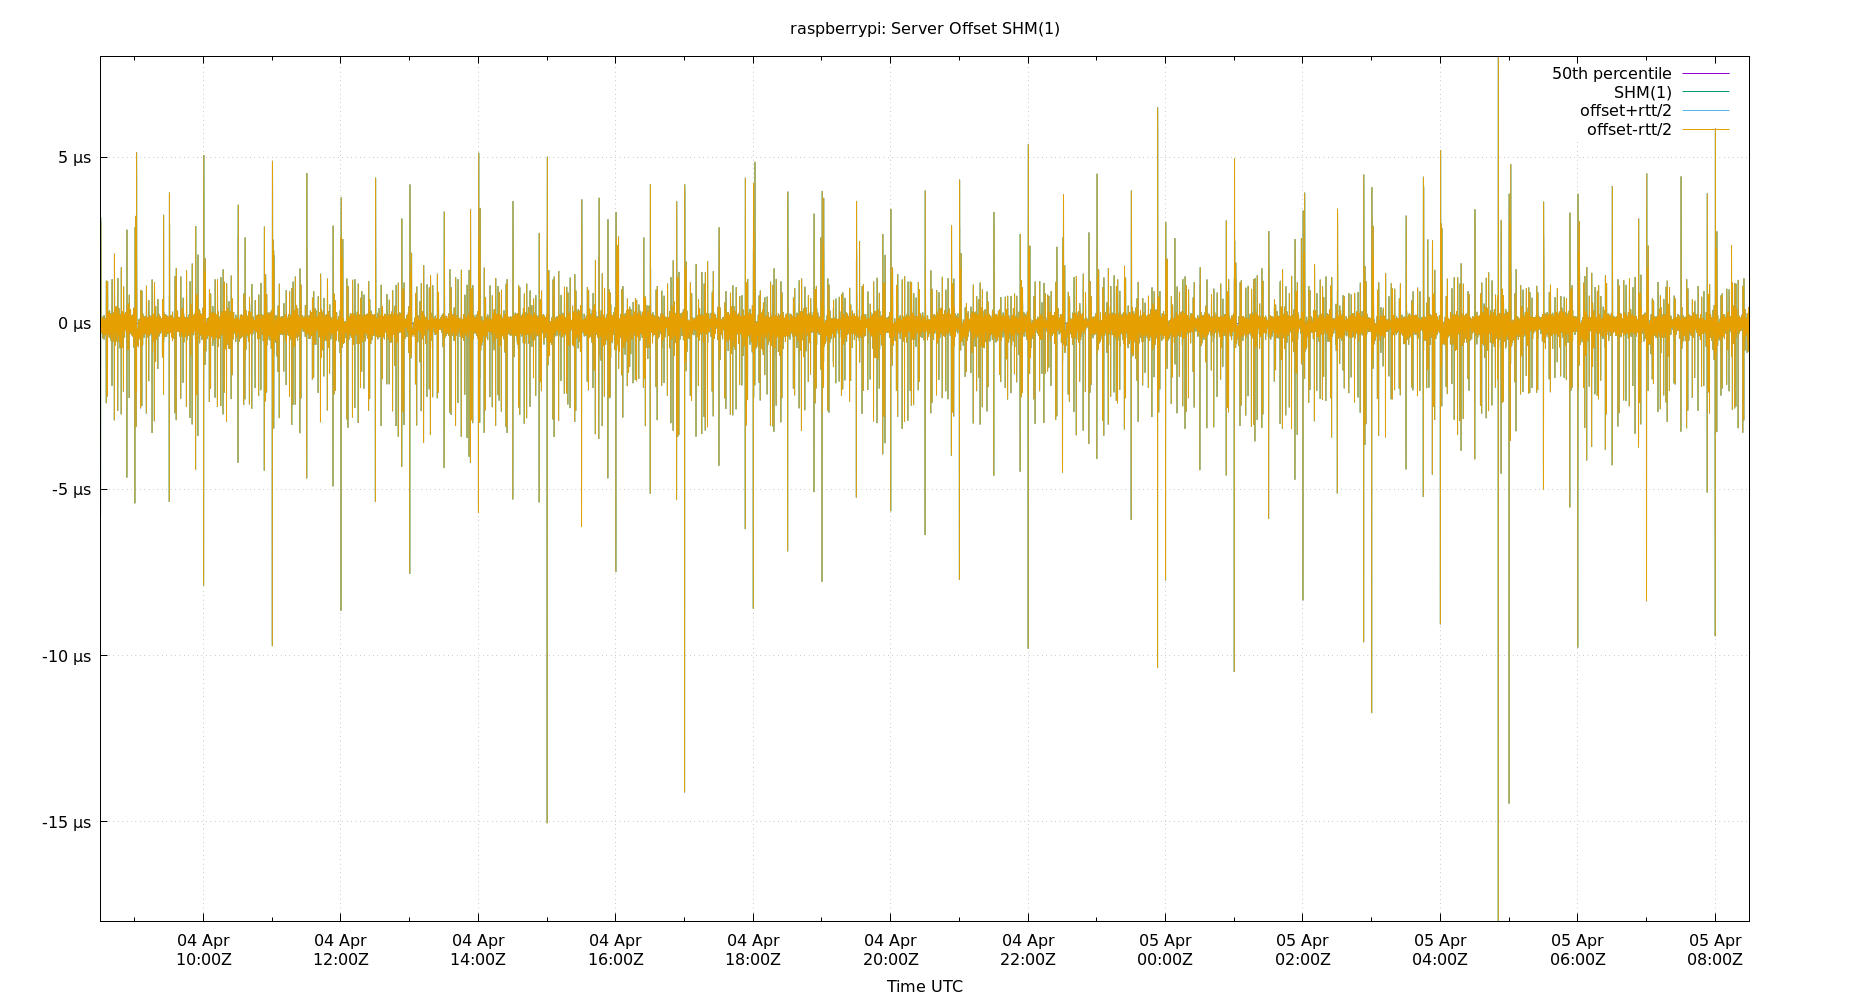 raspberrypi: Server Offset SHM(1)
50th percentile
SHM(1)
offset+rtt/2
offset-rtt/2
5 µs
0 µs
-5 µs
-10 µs
-15 µs
04 Apr 04 Apr 04 Apr 04 Apr 04 Apr 04 Apr 04 Apr 05 Apr 05 Apr 05 Apr 05 Apr 05 Apr
10:00Z 12:00Z 14:00Z 16:00Z 18:00Z 20:00Z 22:00Z 00:00Z 02:00Z 04:00Z 06:00Z 08:00Z
Time UTC